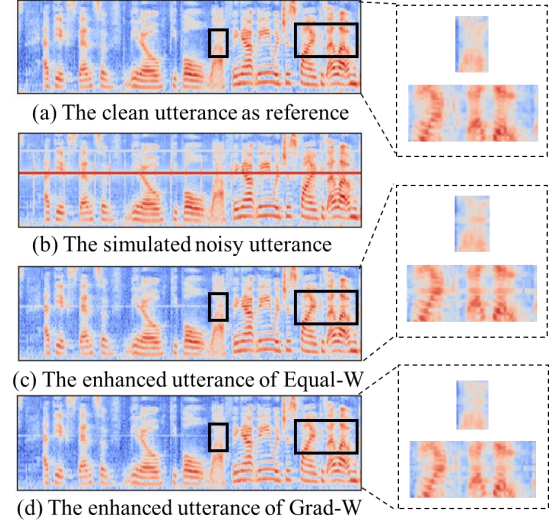 (a) The clean utterance as reference
(b) The simulated noisy utterance
(c) The enhanced utterance of Equal-W
(d) The enhanced utterance of Grad-W